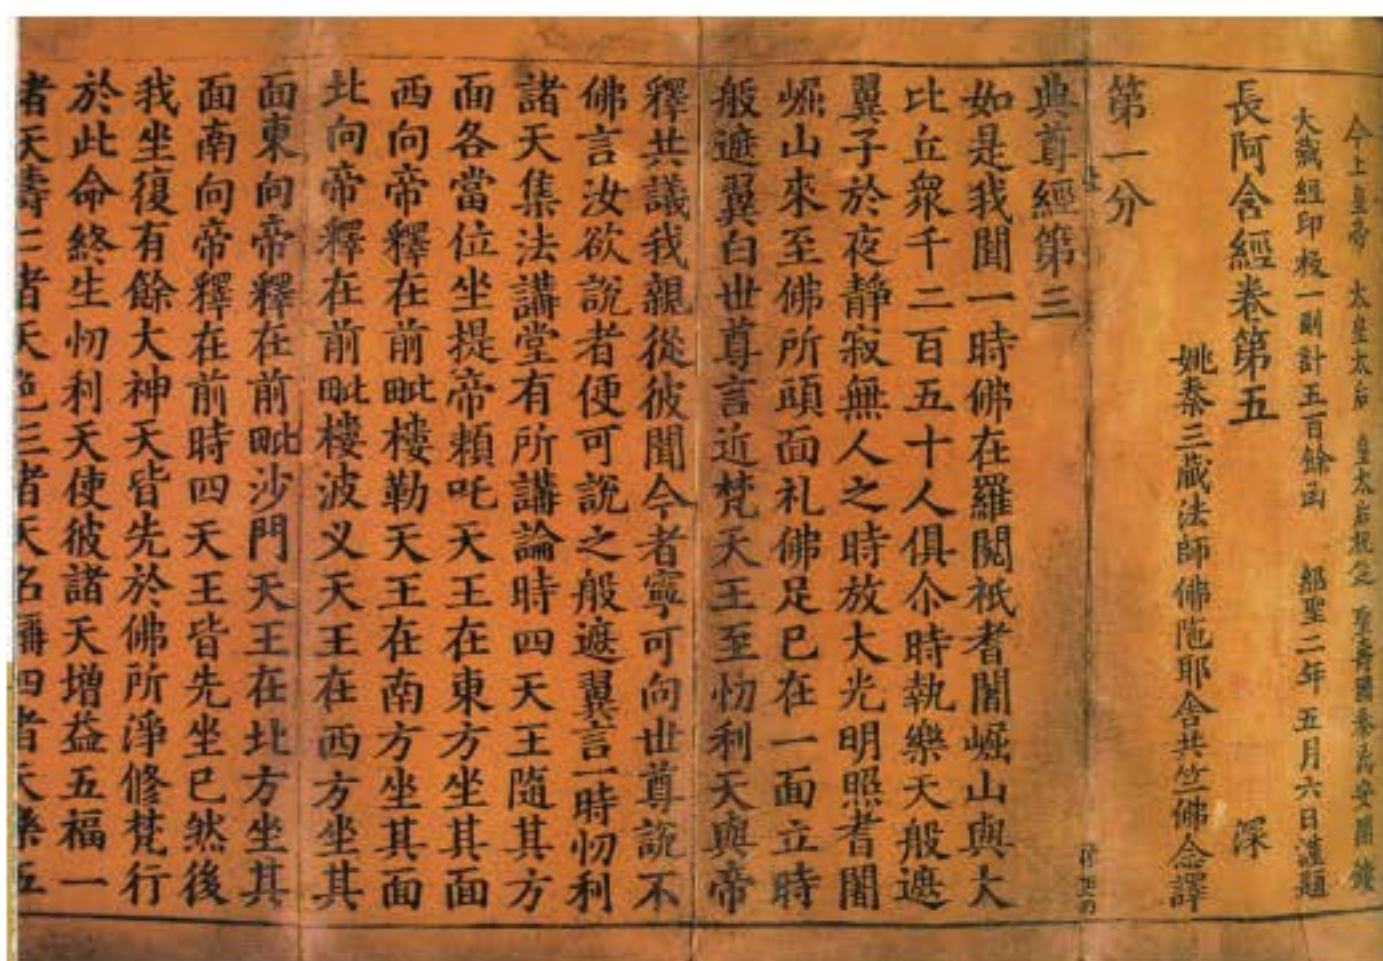 今上皇帝 太皇太后 皇太后祝 聖壽國泰民安開鏤
大藏經印板一副計五百餘函 紹聖二年五月六日謹題
長阿含經卷第五 深
姚秦三藏法師佛陁耶舍共竺佛念譯
第一分
典尊經第三
如是我聞一時佛在羅閱祇耆闍崛山與大
比丘衆千二百五十人俱尒時執樂天般遮
翼子於夜靜寂無人之時放大光明照耆闍
崛山來至佛所頭面礼佛足已在一面立時
般遮翼白世尊言近梵天王至忉利天與帝
釋共議我親從彼聞今者寧可向世尊說不
佛言汝欲說者便可說之般遮翼言一時忉利
諸天集法講堂有所講論時四天王隨其方
面各當位坐提帝賴吒天王在東方坐其面
西向帝釋在前毗樓勒天王在南方坐其面
北向帝釋在前毗樓波叉天王在西方坐其
面東向帝釋在前毗沙門天王在北方坐其
面南向帝釋在前時四天王皆先坐已然後
我坐復有餘大神天皆先於佛所淨修梵行
於此命終生忉利天使彼諸天增益五福一
者天壽二者天色三者天名稱四者天樂五